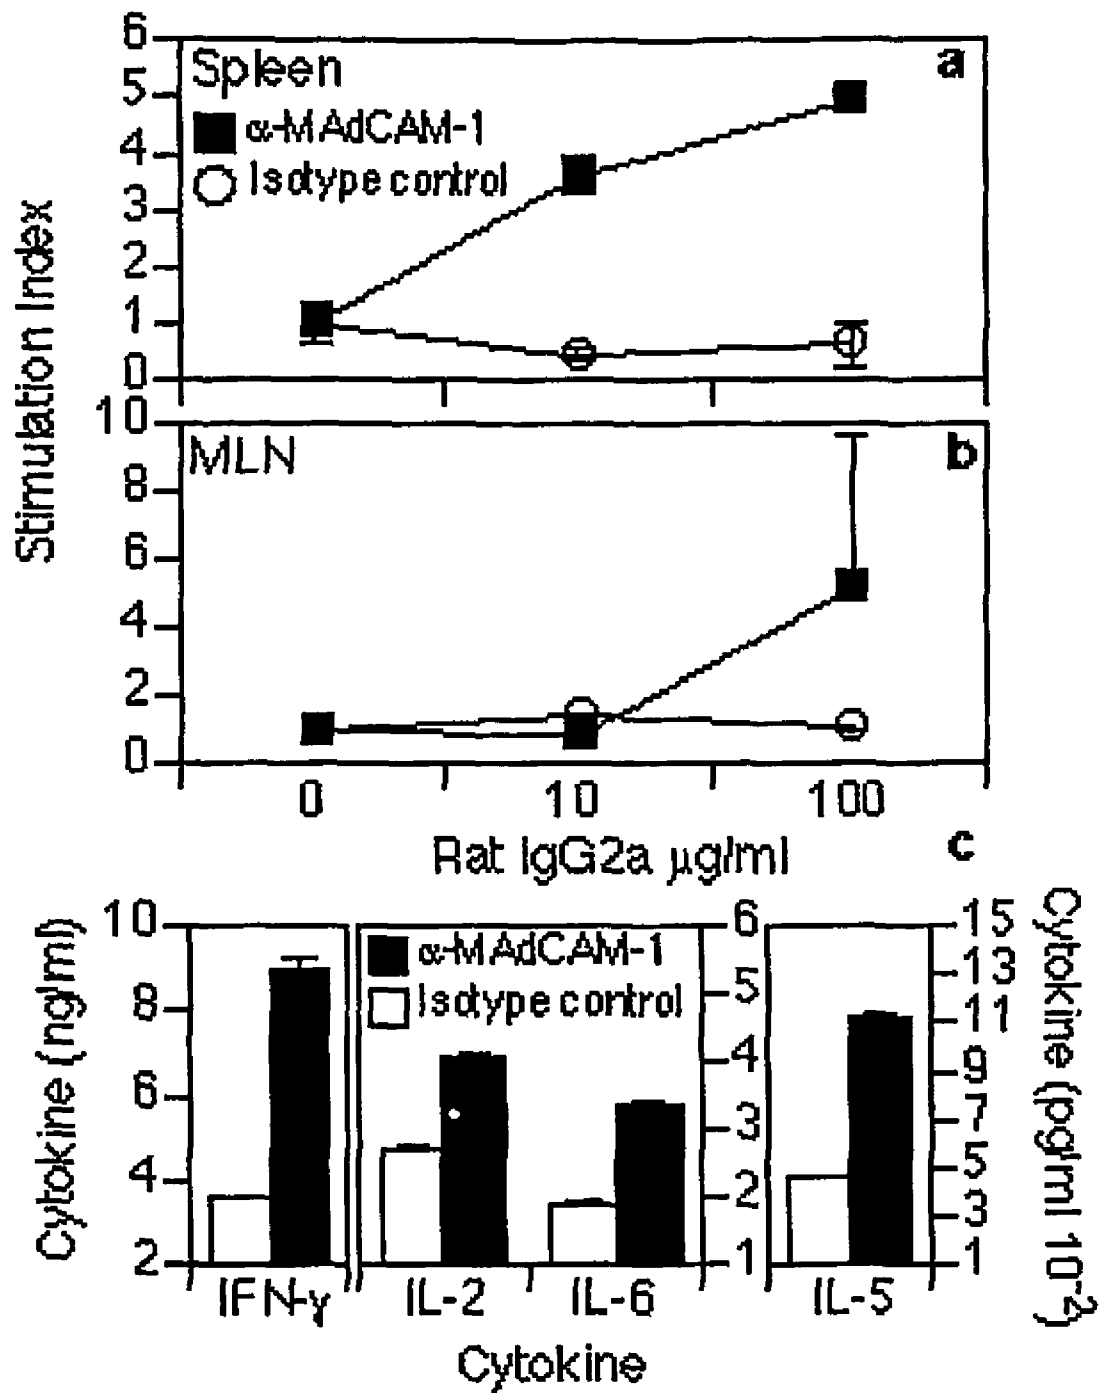 6
Spleen
a
5
α-MAdCAM-1
4
Isotype control
3
2
1
0
Stimulation Index
10
MLN
b
8
6
4
2
0
0 10 100
Rat IgG2a µg/ml
c
10
8
6
4
2
Cytokine (ng/ml)
α-MAdCAM-1
Isotype control
6
5
4
3
2
1
15
13
11
9
7
5
3
1
Cytokine (pg/ml 10-2)
IFN-γ IL-2 IL-6 IL-5
Cytokine